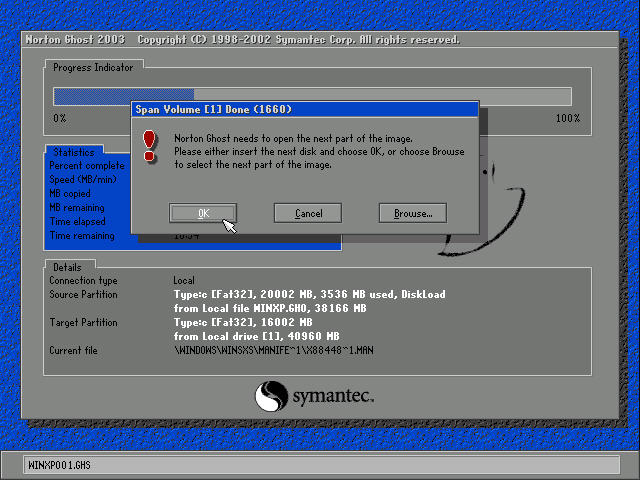 Norton Ghost 2003 Copyright (C) 1998-2002 Symantec Corp. All rights reserved.
Progress Indicator
0%
100%
Span Volume [1] Done (1660)
Norton Ghost needs to open the next part of the image.
Please either insert the next disk and choose OK, or choose Browse
to select the next part of the image.
OK
Cancel
Browse...
Statistics
Percent complete
Speed (MB/min)
MB copied
MB remaining
Time elapsed
Time remaining
Details
Connection type Local
Source Partition Type:c [Fat32], 20002 MB, 3536 MB used, DiskLoad
from Local file WINXP.GHO, 38166 MB
Target Partition Type:c [Fat32], 16002 MB
from Local drive [1], 40960 MB
Current file \WINDOWS\WINSXS\MANIFE~1\X88448~1.MAN
symantec.
WINXP001.GHS